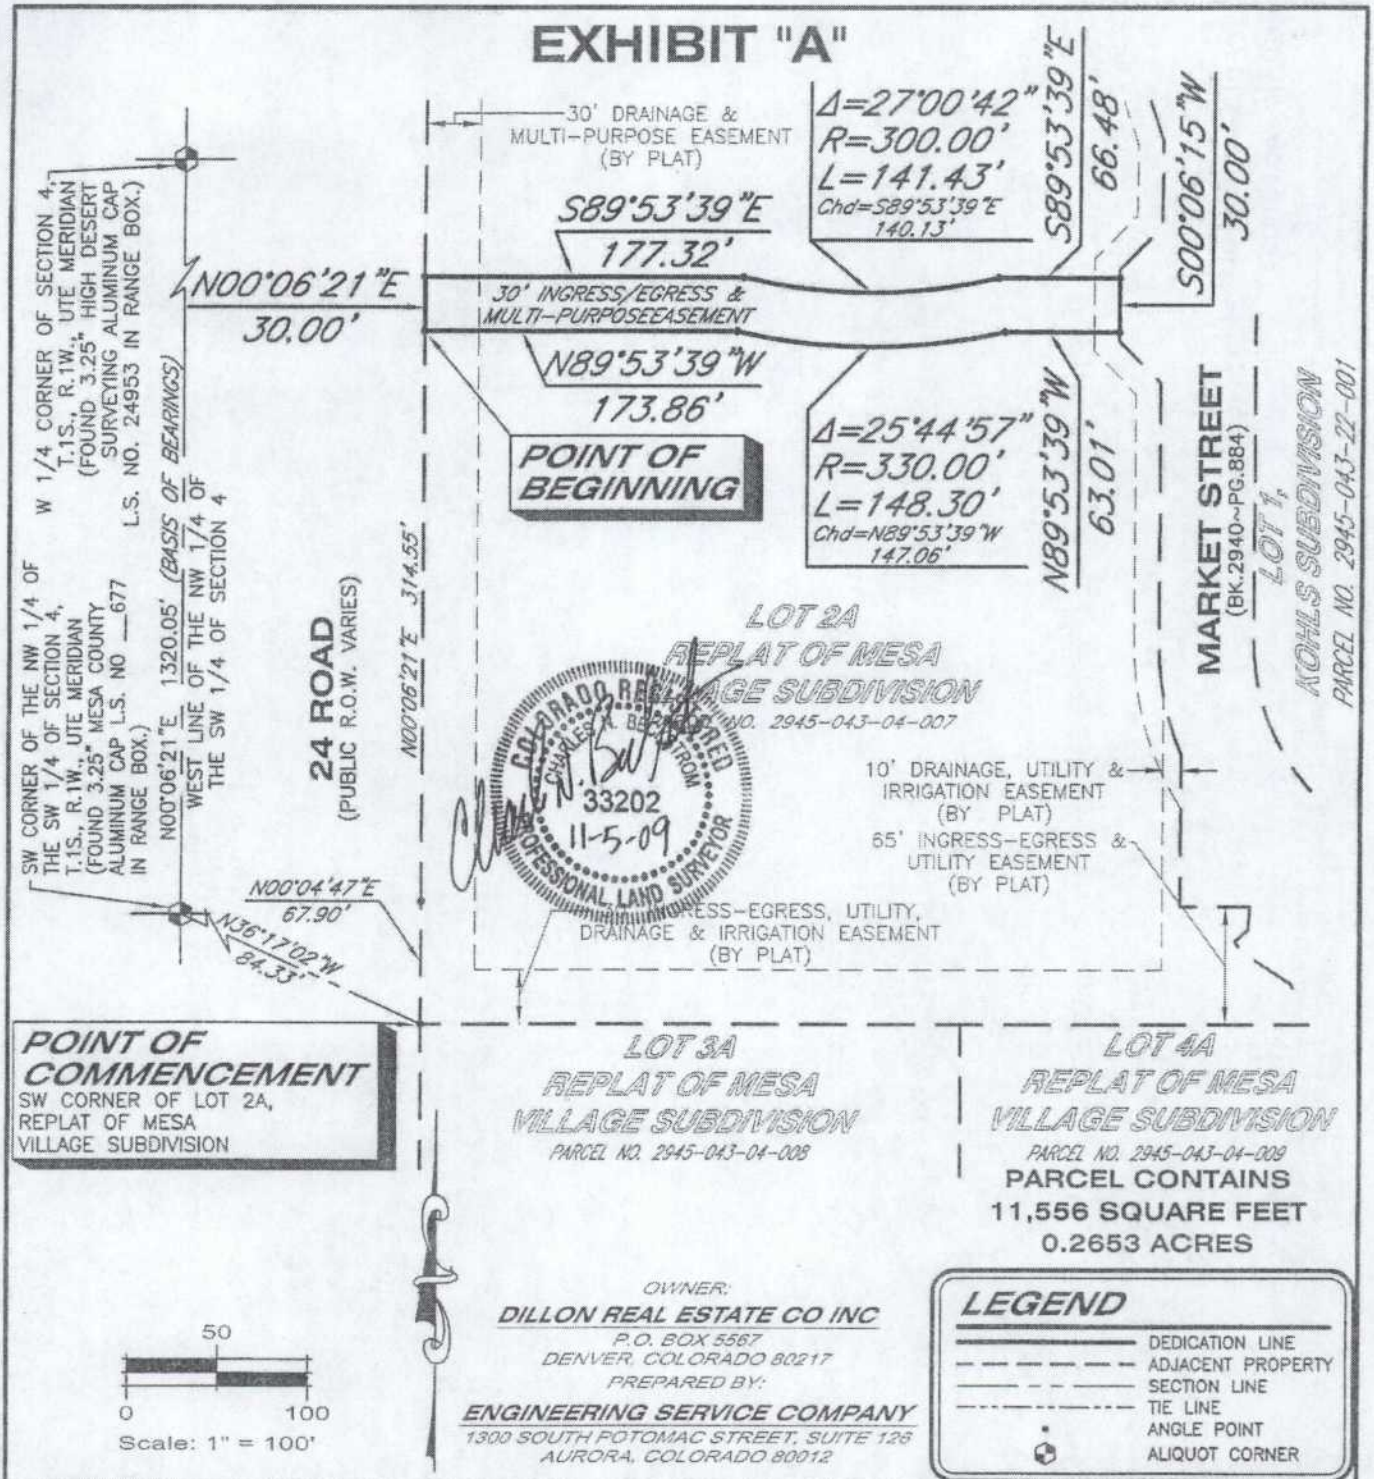 EXHIBIT "A"
30' DRAINAGE &
MULTI-PURPOSE EASEMENT
(BY PLAT)
Δ=27°00'42"
R=300.00'
L=141.43'
Chd=S89°53'39"E
140.13'
S89°53'39"E
66.48'
S00°06'15"W
30.00'
W 1/4 CORNER OF SECTION 4,
T.1S., R.1W., UTE MERIDIAN
(FOUND 3.25" HIGH DESERT
SURVEYING ALUMINUM CAP
L.S. NO. 24953 IN RANGE BOX.)
S89°53'39"E
177.32'
N00°06'21"E
30.00'
30' INGRESS/EGRESS &
MULTI-PURPOSEEASEMENT
N89°53'39"W
173.86'
POINT OF
BEGINNING
Δ=25°44'57"
R=330.00'
L=148.30'
Chd=N89°53'39"W
147.06'
N89°53'39"W
63.01'
MARKET STREET
(BK.2940~PG.884)
LOT 1,
KOHLS SUBDIVISION
PARCEL NO. 2945-043-22-001
SW CORNER OF THE NW 1/4 OF
THE SW 1/4 OF SECTION 4,
T.1S., R.1W., UTE MERIDIAN
(FOUND 3.25" MESA COUNTY
ALUMINUM CAP L.S. NO 677
IN RANGE BOX.)
N00°06'21"E 1320.05' (BASIS OF BEARINGS)
WEST LINE OF THE NW 1/4 OF
THE SW 1/4 OF SECTION 4
24 ROAD
(PUBLIC R.O.W. VARIES)
N00°06'21"E 314.55'
LOT 2A
REPLAT OF MESA
SUBDIVISION
NO. 2945-043-04-007
COLORADO REGISTERED
CHARLES N. BECKSTROM
33202
11-5-09
PROFESSIONAL LAND SURVEYOR
10' DRAINAGE, UTILITY &
IRRIGATION EASEMENT
(BY PLAT)
65' INGRESS-EGRESS &
UTILITY EASEMENT
(BY PLAT)
N00°04'47"E
67.90'
N36°17'02"W
84.33'
INGRESS-EGRESS, UTILITY,
DRAINAGE & IRRIGATION EASEMENT
(BY PLAT)
POINT OF
COMMENCEMENT
SW CORNER OF LOT 2A,
REPLAT OF MESA
VILLAGE SUBDIVISION
LOT 3A
REPLAT OF MESA
VILLAGE SUBDIVISION
PARCEL NO. 2945-043-04-008
LOT 4A
REPLAT OF MESA
VILLAGE SUBDIVISION
PARCEL NO. 2945-043-04-009
PARCEL CONTAINS
11,556 SQUARE FEET
0.2653 ACRES
OWNER:
DILLON REAL ESTATE CO INC
P.O. BOX 5567
DENVER, COLORADO 80217
PREPARED BY:
ENGINEERING SERVICE COMPANY
1300 SOUTH POTOMAC STREET, SUITE 126
AURORA, COLORADO 80012
50
0 100
Scale: 1" = 100'
LEGEND
DEDICATION LINE
ADJACENT PROPERTY
SECTION LINE
TIE LINE
ANGLE POINT
ALIQUOT CORNER